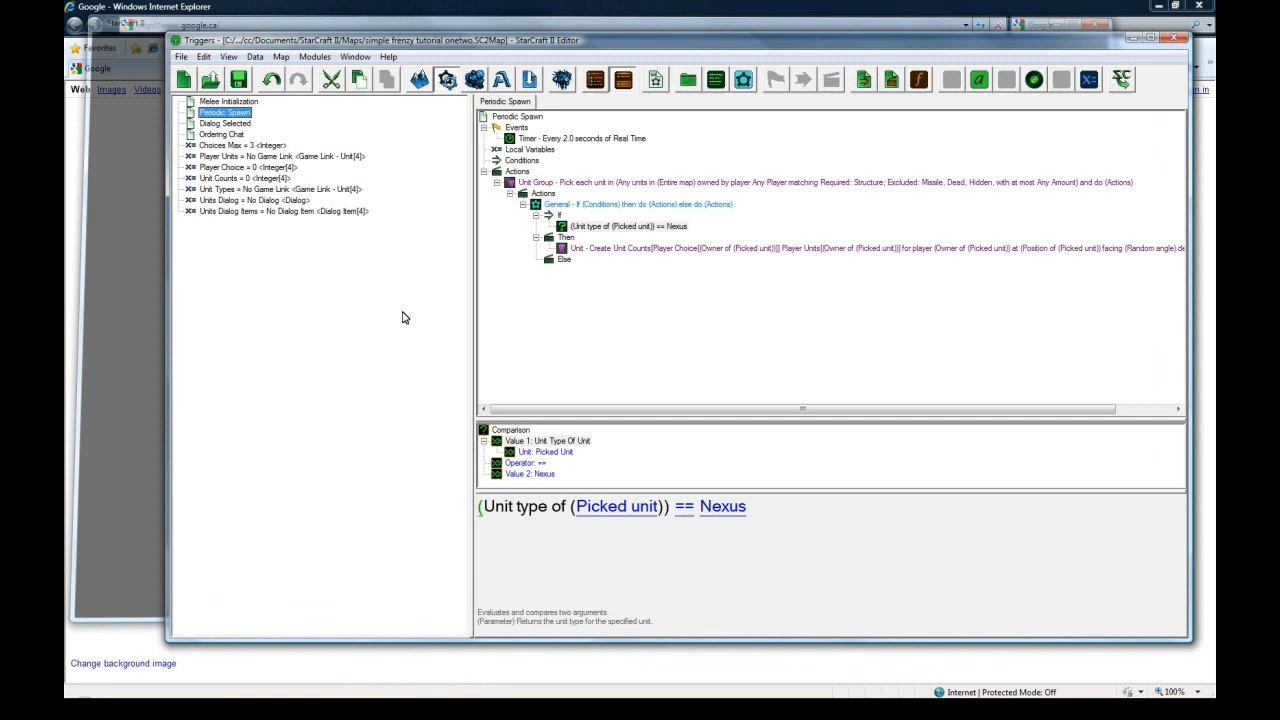 Google - Windows Internet Explorer
StarCraft II
http://www.google.ca/
Google
Favorites
Google
Web Images Videos
Triggers - [C:/.../cc/Documents/StarCraft II/Maps/simple frenzy tutorial onetwo.SC2Map] - StarCraft II Editor
File Edit View Data Map Modules Window Help
Melee Initialization
Periodic Spawn
Dialog Selected
Ordering Chat
Choices Max = 3 <Integer>
Player Units = No Game Link <Game Link - Unit[4]>
Player Choice = 0 <Integer[4]>
Unit Counts = 0 <Integer[4]>
Unit Types = No Game Link <Game Link - Unit[4]>
Units Dialog = No Dialog <Dialog>
Units Dialog Items = No Dialog Item <Dialog Item[4]>
Periodic Spawn
Periodic Spawn
Events
Timer - Every 2.0 seconds of Real Time
Local Variables
Conditions
Actions
Unit Group - Pick each unit in (Any units in (Entire map) owned by player Any Player matching Required: Structure; Excluded: Missile, Dead, Hidden, with at most Any Amount) and do (Actions)
Actions
General - If (Conditions) then do (Actions) else do (Actions)
If
(Unit type of (Picked unit)) == Nexus
Then
Unit - Create Unit Counts[Player Choice[(Owner of (Picked unit))]] Player Units[(Owner of (Picked unit))] for player (Owner of (Picked unit)) at (Position of (Picked unit)) facing (Random angle) de
Else
Comparison
Value 1: Unit Type Of Unit
Unit: Picked Unit
Operator: ==
Value 2: Nexus
(Unit type of (Picked unit)) == Nexus
Evaluates and compares two arguments.
(Parameter) Returns the unit type for the specified unit.
n in
Change background image
Internet | Protected Mode: Off
100%